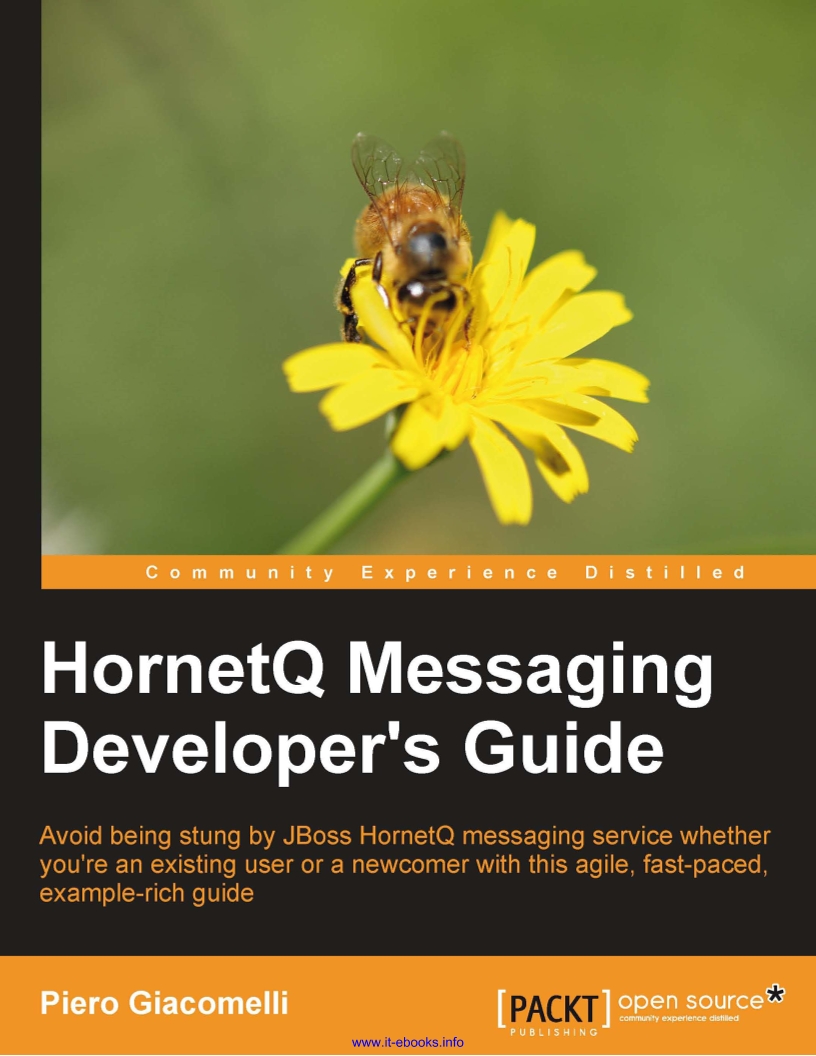 Community Experience Distilled
HornetQ Messaging
Developer's Guide
Avoid being stung by JBoss HornetQ messaging service whether
you're an existing user or a newcomer with this agile, fast-paced,
example-rich guide
Piero Giacomelli
[PACKT]
PUBLISHING
open source*
community experience distilled
www.it-ebooks.info